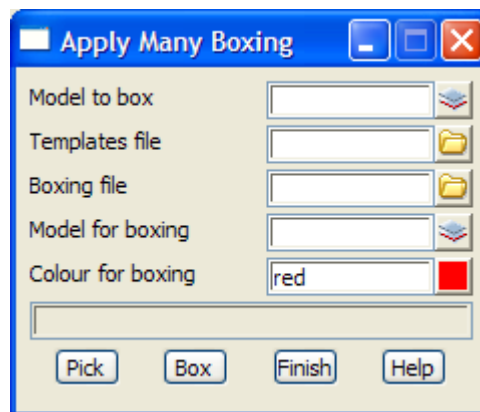 Apply Many Boxing
Model to box
Templates file
Boxing file
Model for boxing
Colour for boxing red
Pick Box Finish Help